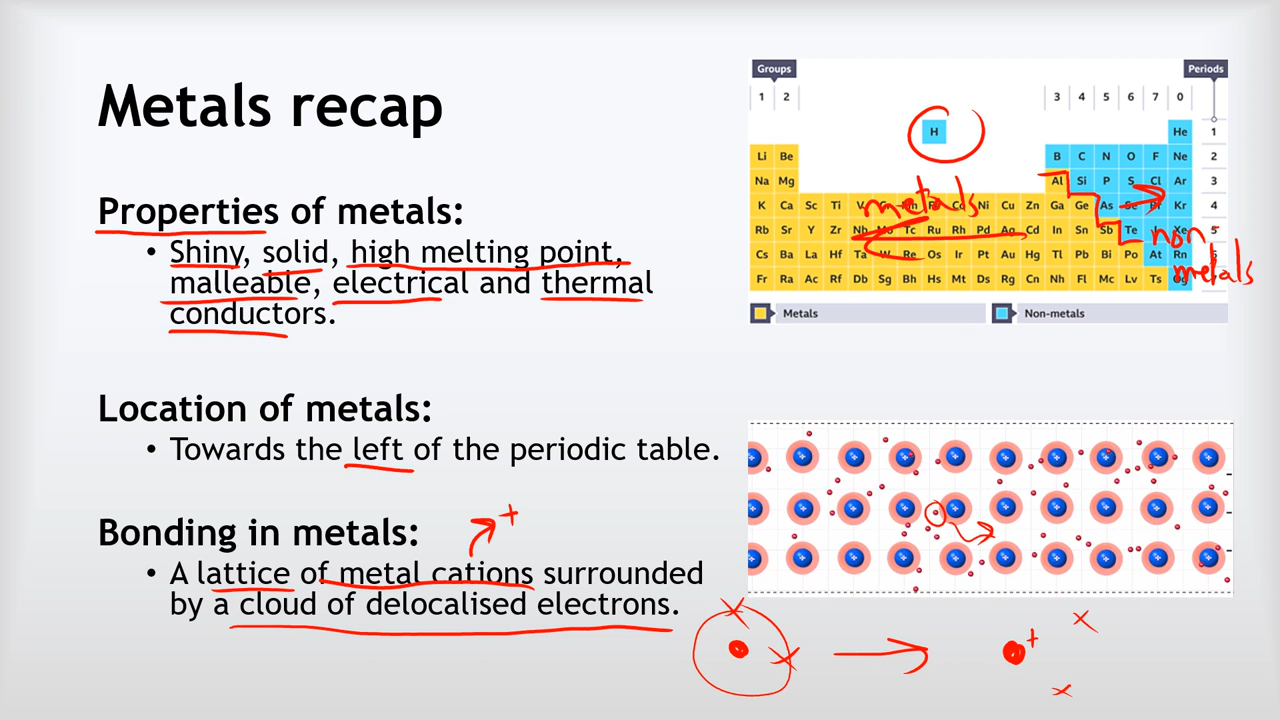 Metals recap
Properties of metals:
• Shiny, solid, high melting point,
malleable, electrical and thermal
conductors.
Location of metals:
• Towards the left of the periodic table.
Bonding in metals:
• A lattice of metal cations surrounded
by a cloud of delocalised electrons.
+
Groups Periods
1 2 3 4 5 6 7 0
H He 1
Li Be B C N O F Ne 2
Na Mg Al Si P S Cl Ar 3
metals
K Ca Sc Ti V Co Ni Cu Zn Ga Ge As Se Br Kr 4
Rb Sr Y Zr Nb Mo Tc Ru Rh Pd Ag Cd In Sn Sb Te I Xe 5
non
Cs Ba La Hf Ta W Re Os Ir Pt Au Hg Tl Pb Bi Po At Rn
metals
Fr Ra Ac Rf Db Sg Bh Hs Mt Ds Rg Cn Nh Fl Mc Lv Ts Og
Metals Non-metals
+